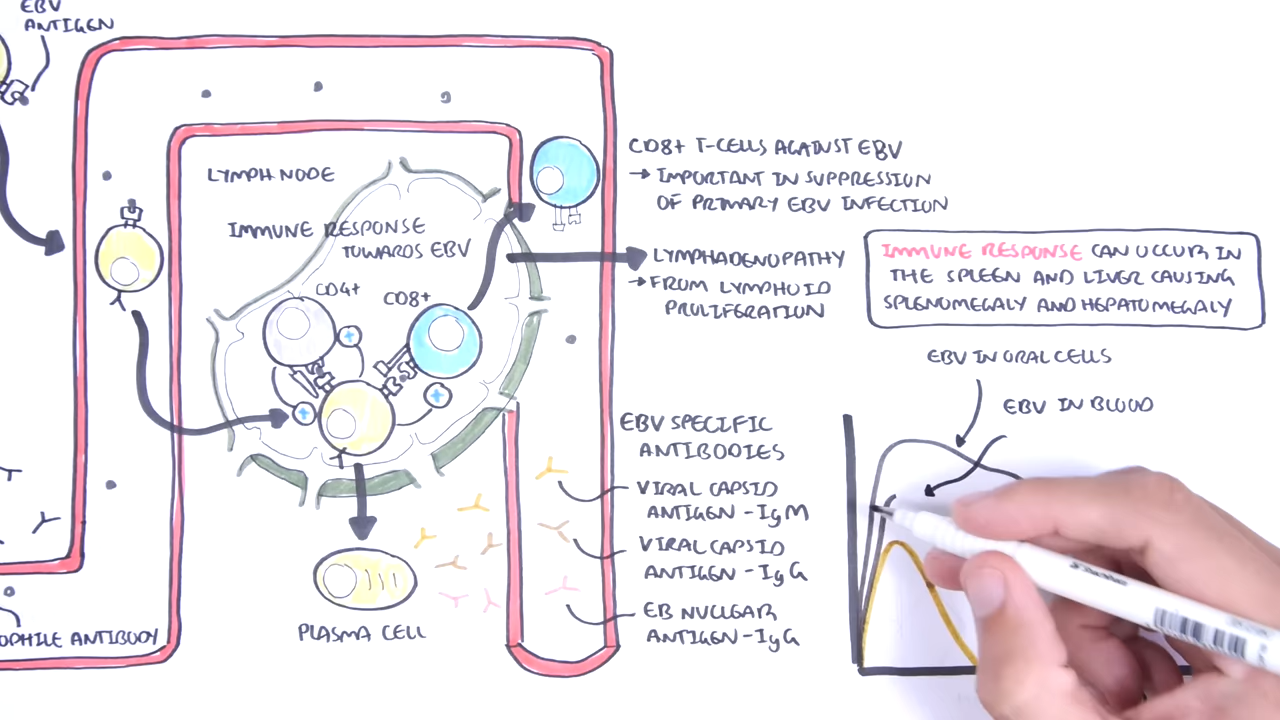 EBV
ANTIGEN
LYMPH NODE
IMMUNE RESPONSE
TOWARDS EBV
CD4+
CD8+
PLASMA CELL
OPHILE ANTIBODY
CD8+ T-CELLS AGAINST EBV
→ IMPORTANT IN SUPPRESSION
OF PRIMARY EBV INFECTION
LYMPHADENOPATHY
→ FROM LYMPHOID
PROLIFERATION
IMMUNE RESPONSE CAN OCCUR IN
THE SPLEEN AND LIVER CAUSING
SPLENOMEGALY AND HEPATOMEGALY
EBV SPECIFIC
ANTIBODIES
VIRAL CAPSID
ANTIGEN - IgM
VIRAL CAPSID
ANTIGEN - IgG
EB NUCLEAR
ANTIGEN - IgG
EBV IN ORAL CELLS
EBV IN BLOOD